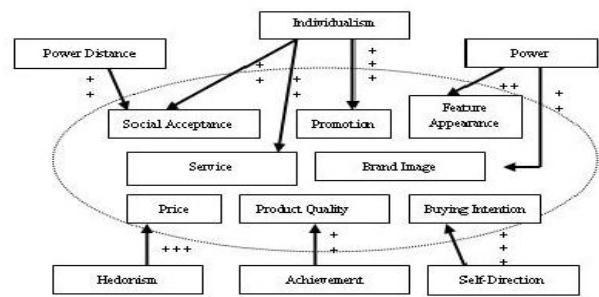 Individualism
Power Distance
Power
+
+
+
+
+
+
+
+
+
++
+
+
Social Acceptance
Promotion
Feature
Appearance
Service
Brand Image
Price
Product Quality
Buying Intention
+++
+
+
+
+
+
Hedonism
Achievement
Self-Direction